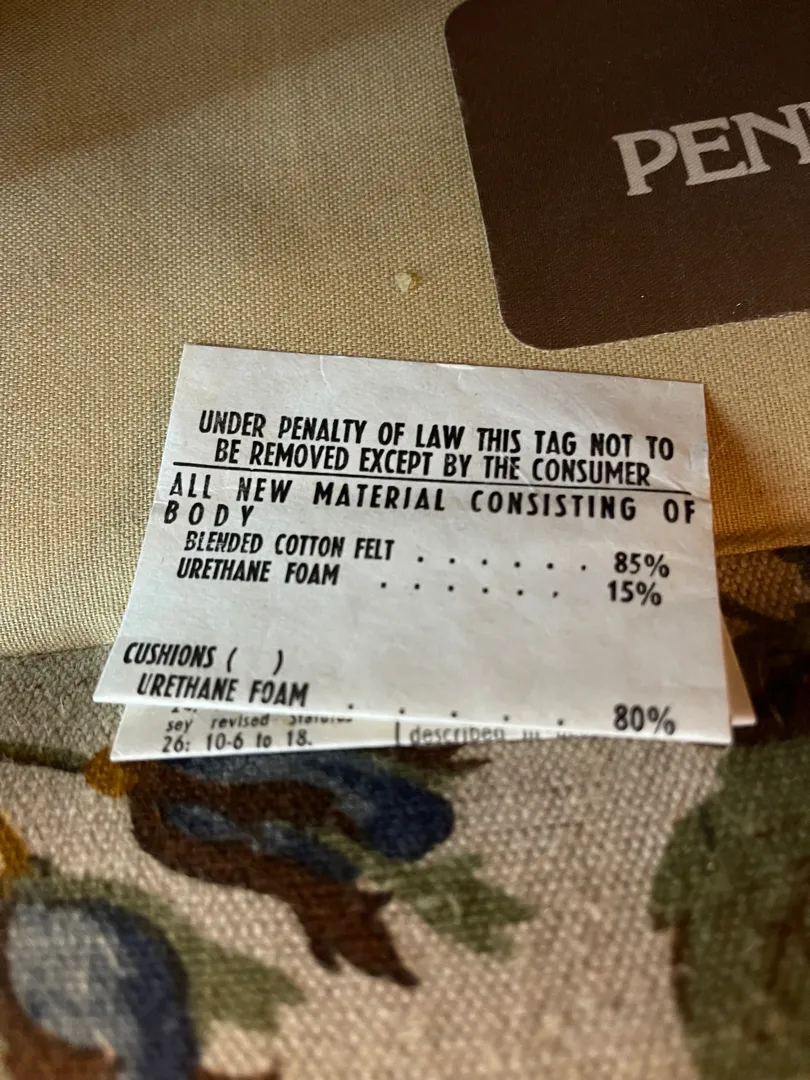 PEN
UNDER PENALTY OF LAW THIS TAG NOT TO
BE REMOVED EXCEPT BY THE CONSUMER
ALL NEW MATERIAL CONSISTING OF
BODY
BLENDED COTTON FELT . . . . . . 85%
URETHANE FOAM . . . . . . 15%
CUSHIONS ( )
URETHANE FOAM . . . . 80%
sey revised Statutes
26: 10-6 to 18. described in